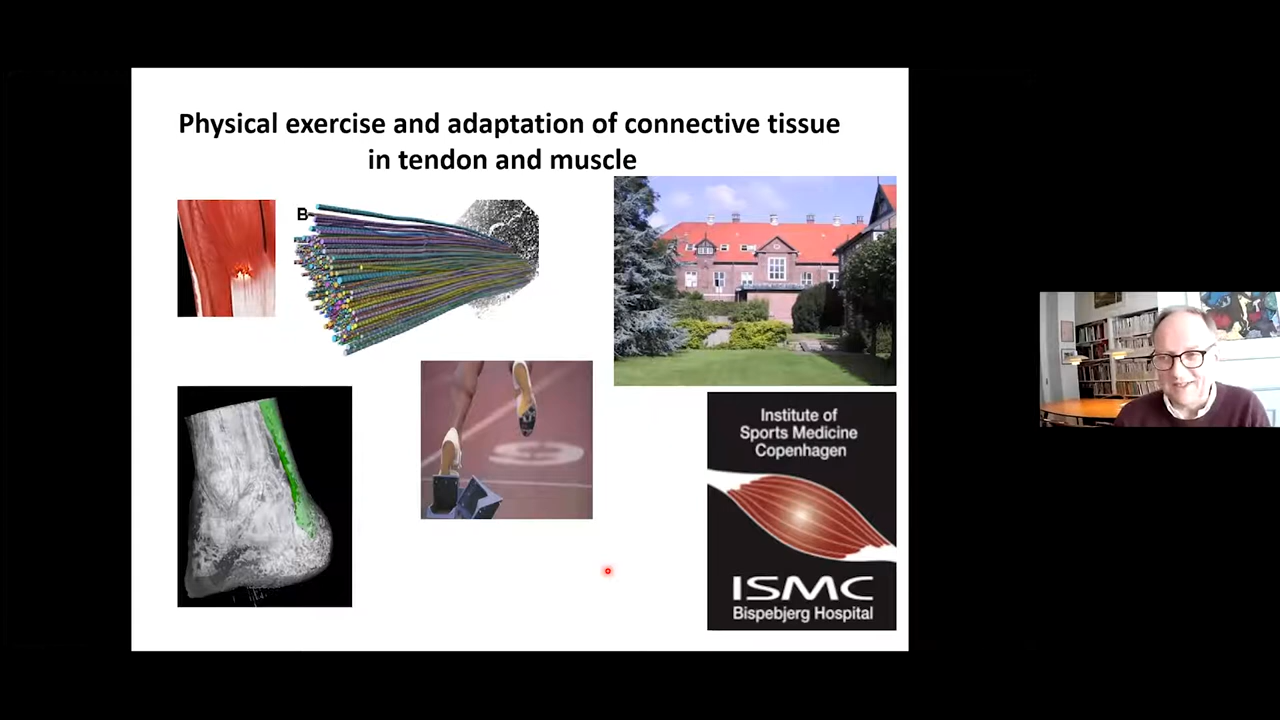 Physical exercise and adaptation of connective tissue
in tendon and muscle
B
Institute of
Sports Medicine
Copenhagen
ISMC
Bispebjerg Hospital